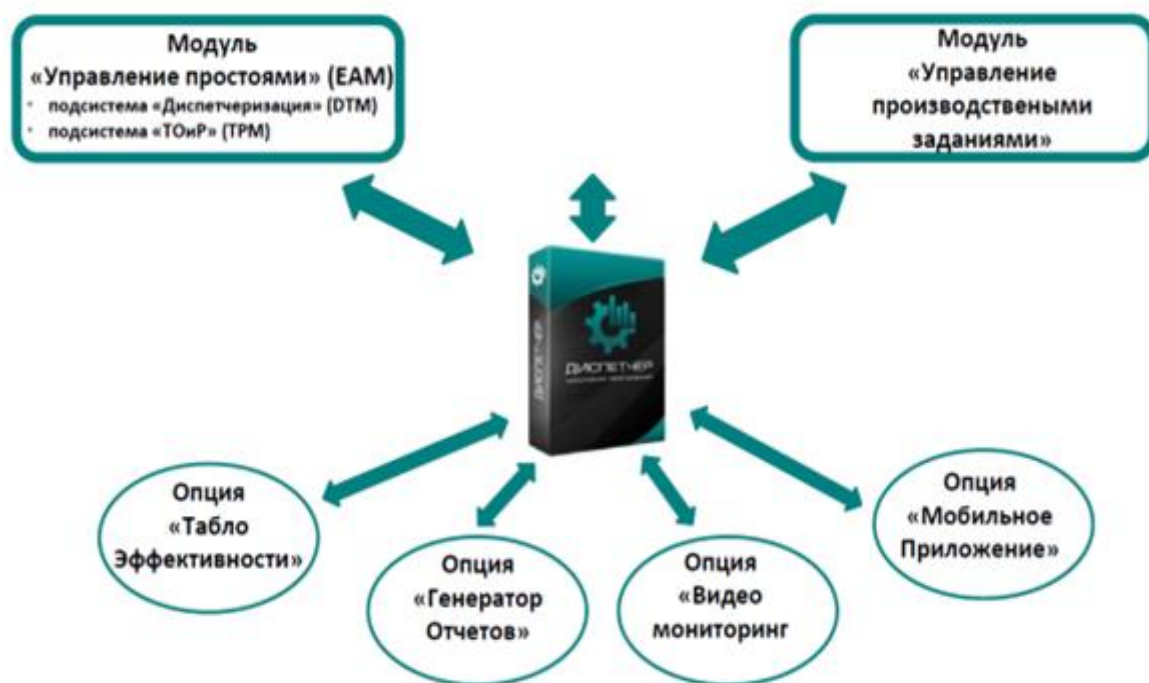 Модуль
«Управление простоями» (EAM)
· подсистема «Диспетчеризация» (DTM)
· подсистема «ТОиР» (TPM)
Модуль
«Управление
производствеными
заданиями»
ДИСПЕТЧЕР
ДИСПЕТЧЕР
Опция
«Табло
Эффективности»
Опция
«Генератор
Отчетов»
Опция
«Видео
мониторинг
Опция
«Мобильное
Приложение»